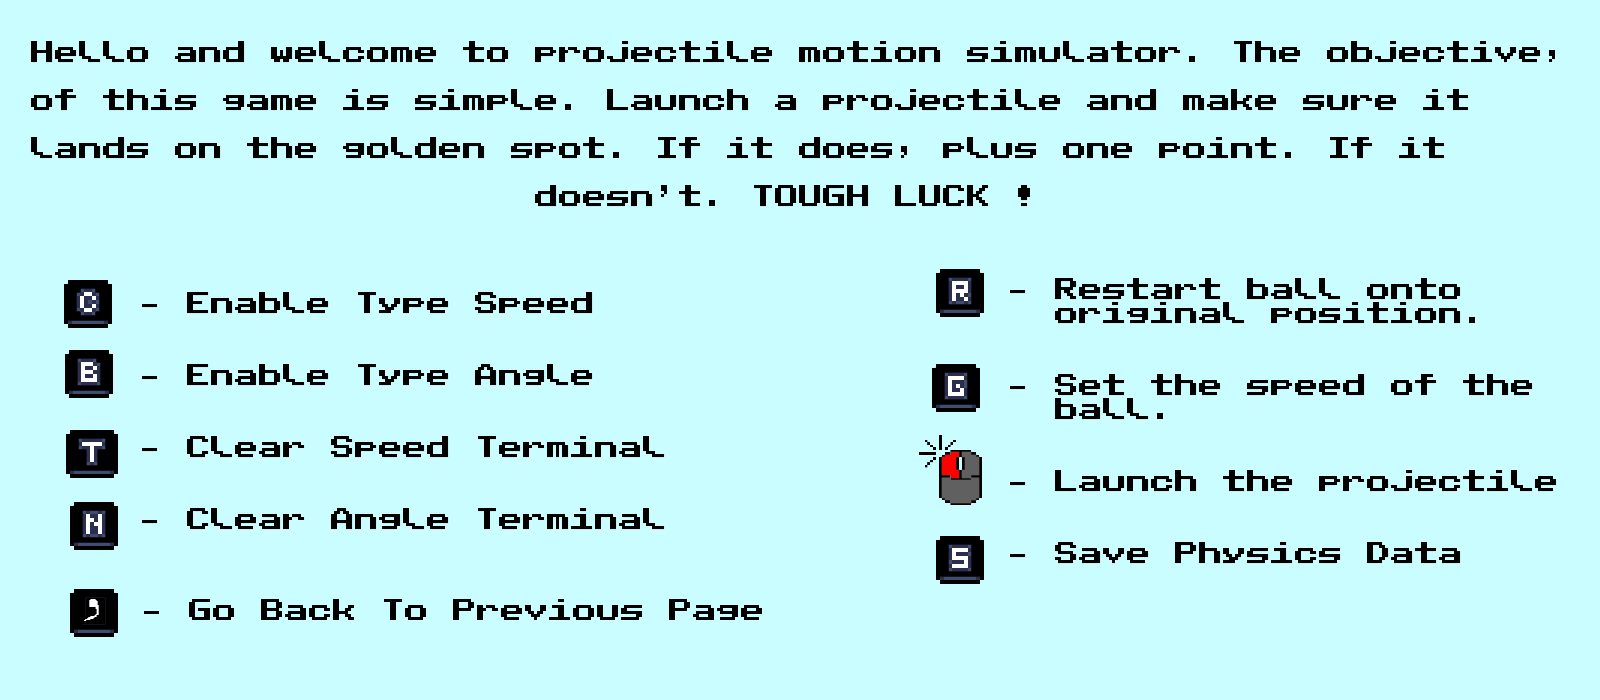 Hello and welcome to projectile motion simulator. The objective,
of this game is simple. Launch a projectile and make sure it
lands on the golden spot. If it does, plus one point. If it
doesn't. TOUGH LUCK !
C - Enable Type Speed
B - Enable Type Angle
T - Clear Speed Terminal
N - Clear Angle Terminal
, - Go Back To Previous Page
R - Restart ball onto
original position.
G - Set the speed of the
ball.
- Launch the projectile
S - Save Physics Data